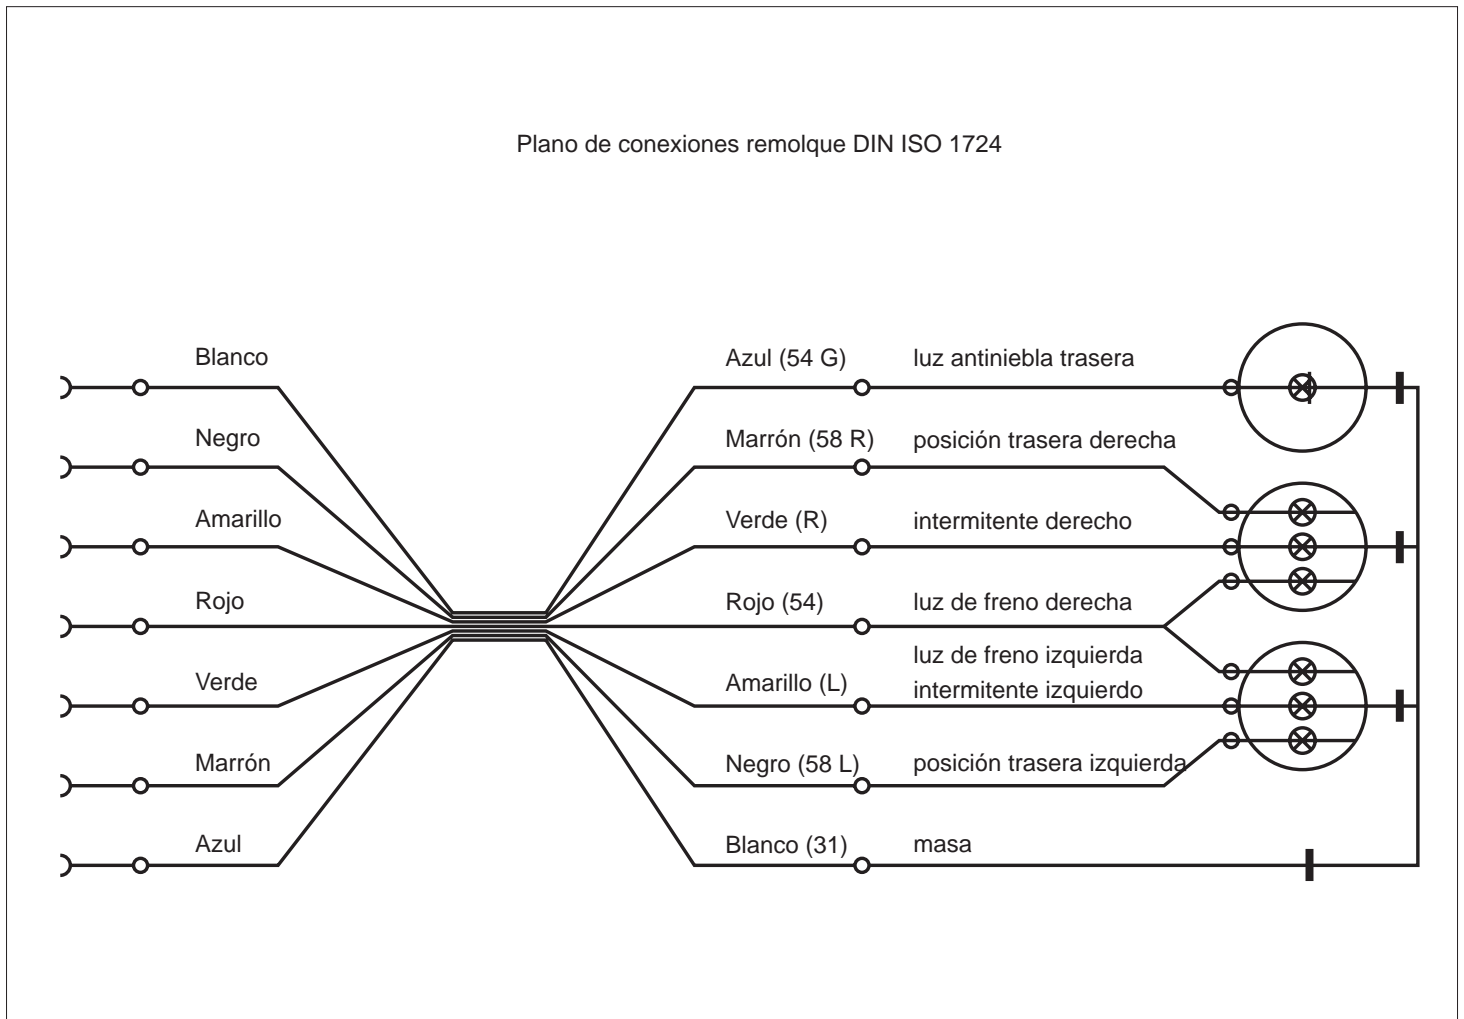 Plano de conexiones remolque DIN ISO 1724
Blanco
Negro
Amarillo
Rojo
Verde
Marrón
Azul
Azul (54 G)
luz antiniebla trasera
Marrón (58 R)
posición trasera derecha
Verde (R)
intermitente derecho
Rojo (54)
luz de freno derecha
luz de freno izquierda
Amarillo (L)
intermitente izquierdo
Negro (58 L)
posición trasera izquierda
Blanco (31)
masa